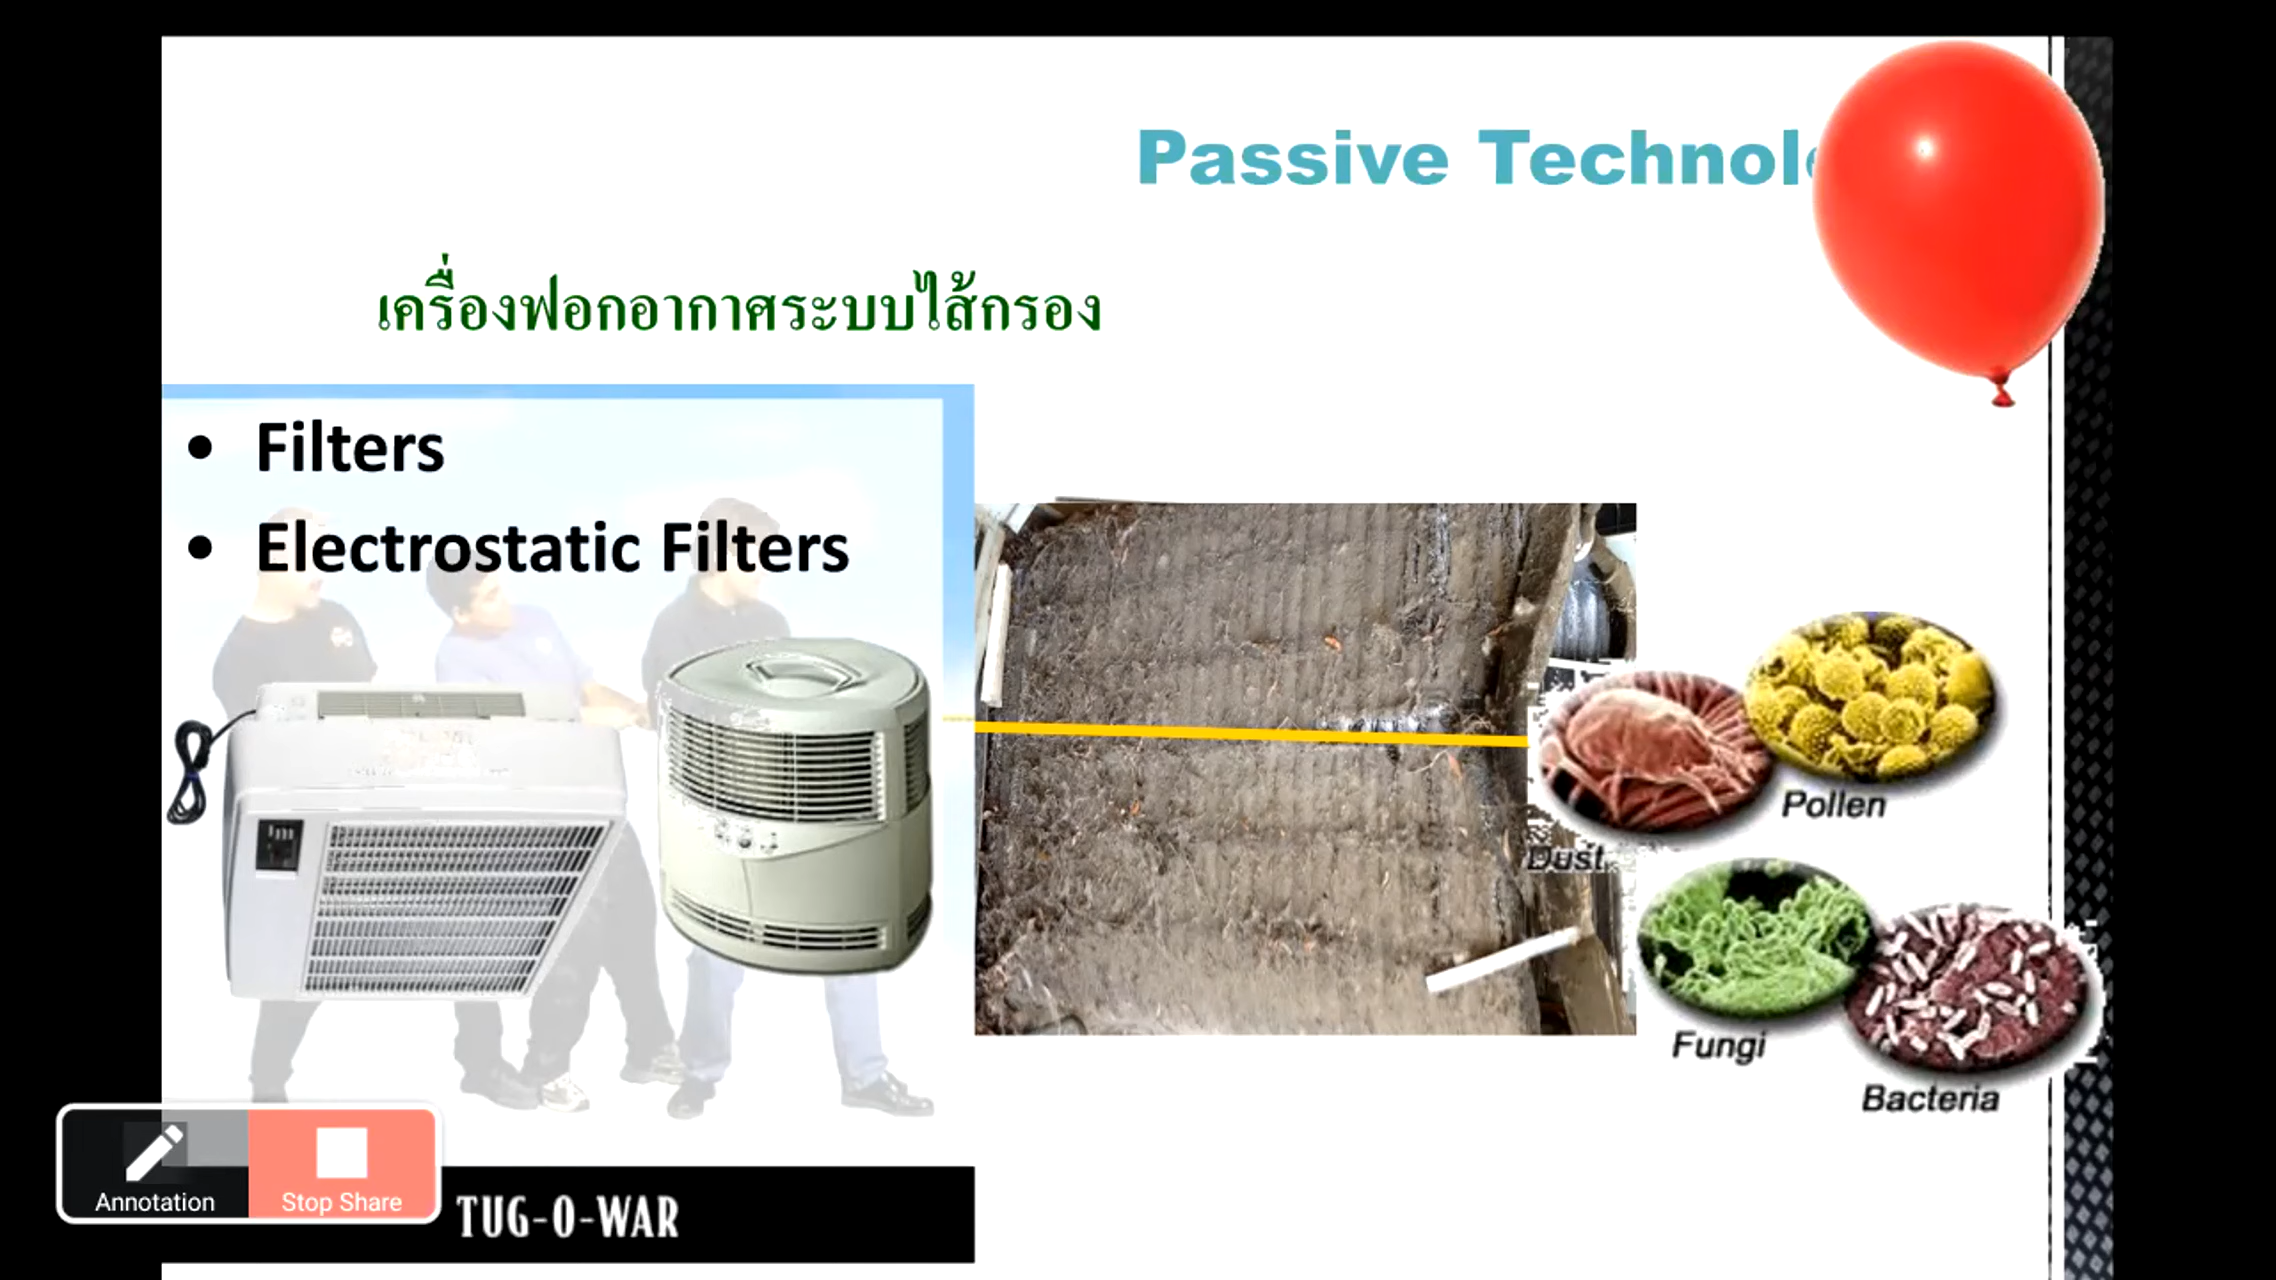 Passive
เครื่องฟอกอากาศระบบไส้กรอง
• Filters
• Electrostatic Filters
Pollen
Dust
Fungi
Bacteria
Annotation
Stop Share
TUG-O-WAR